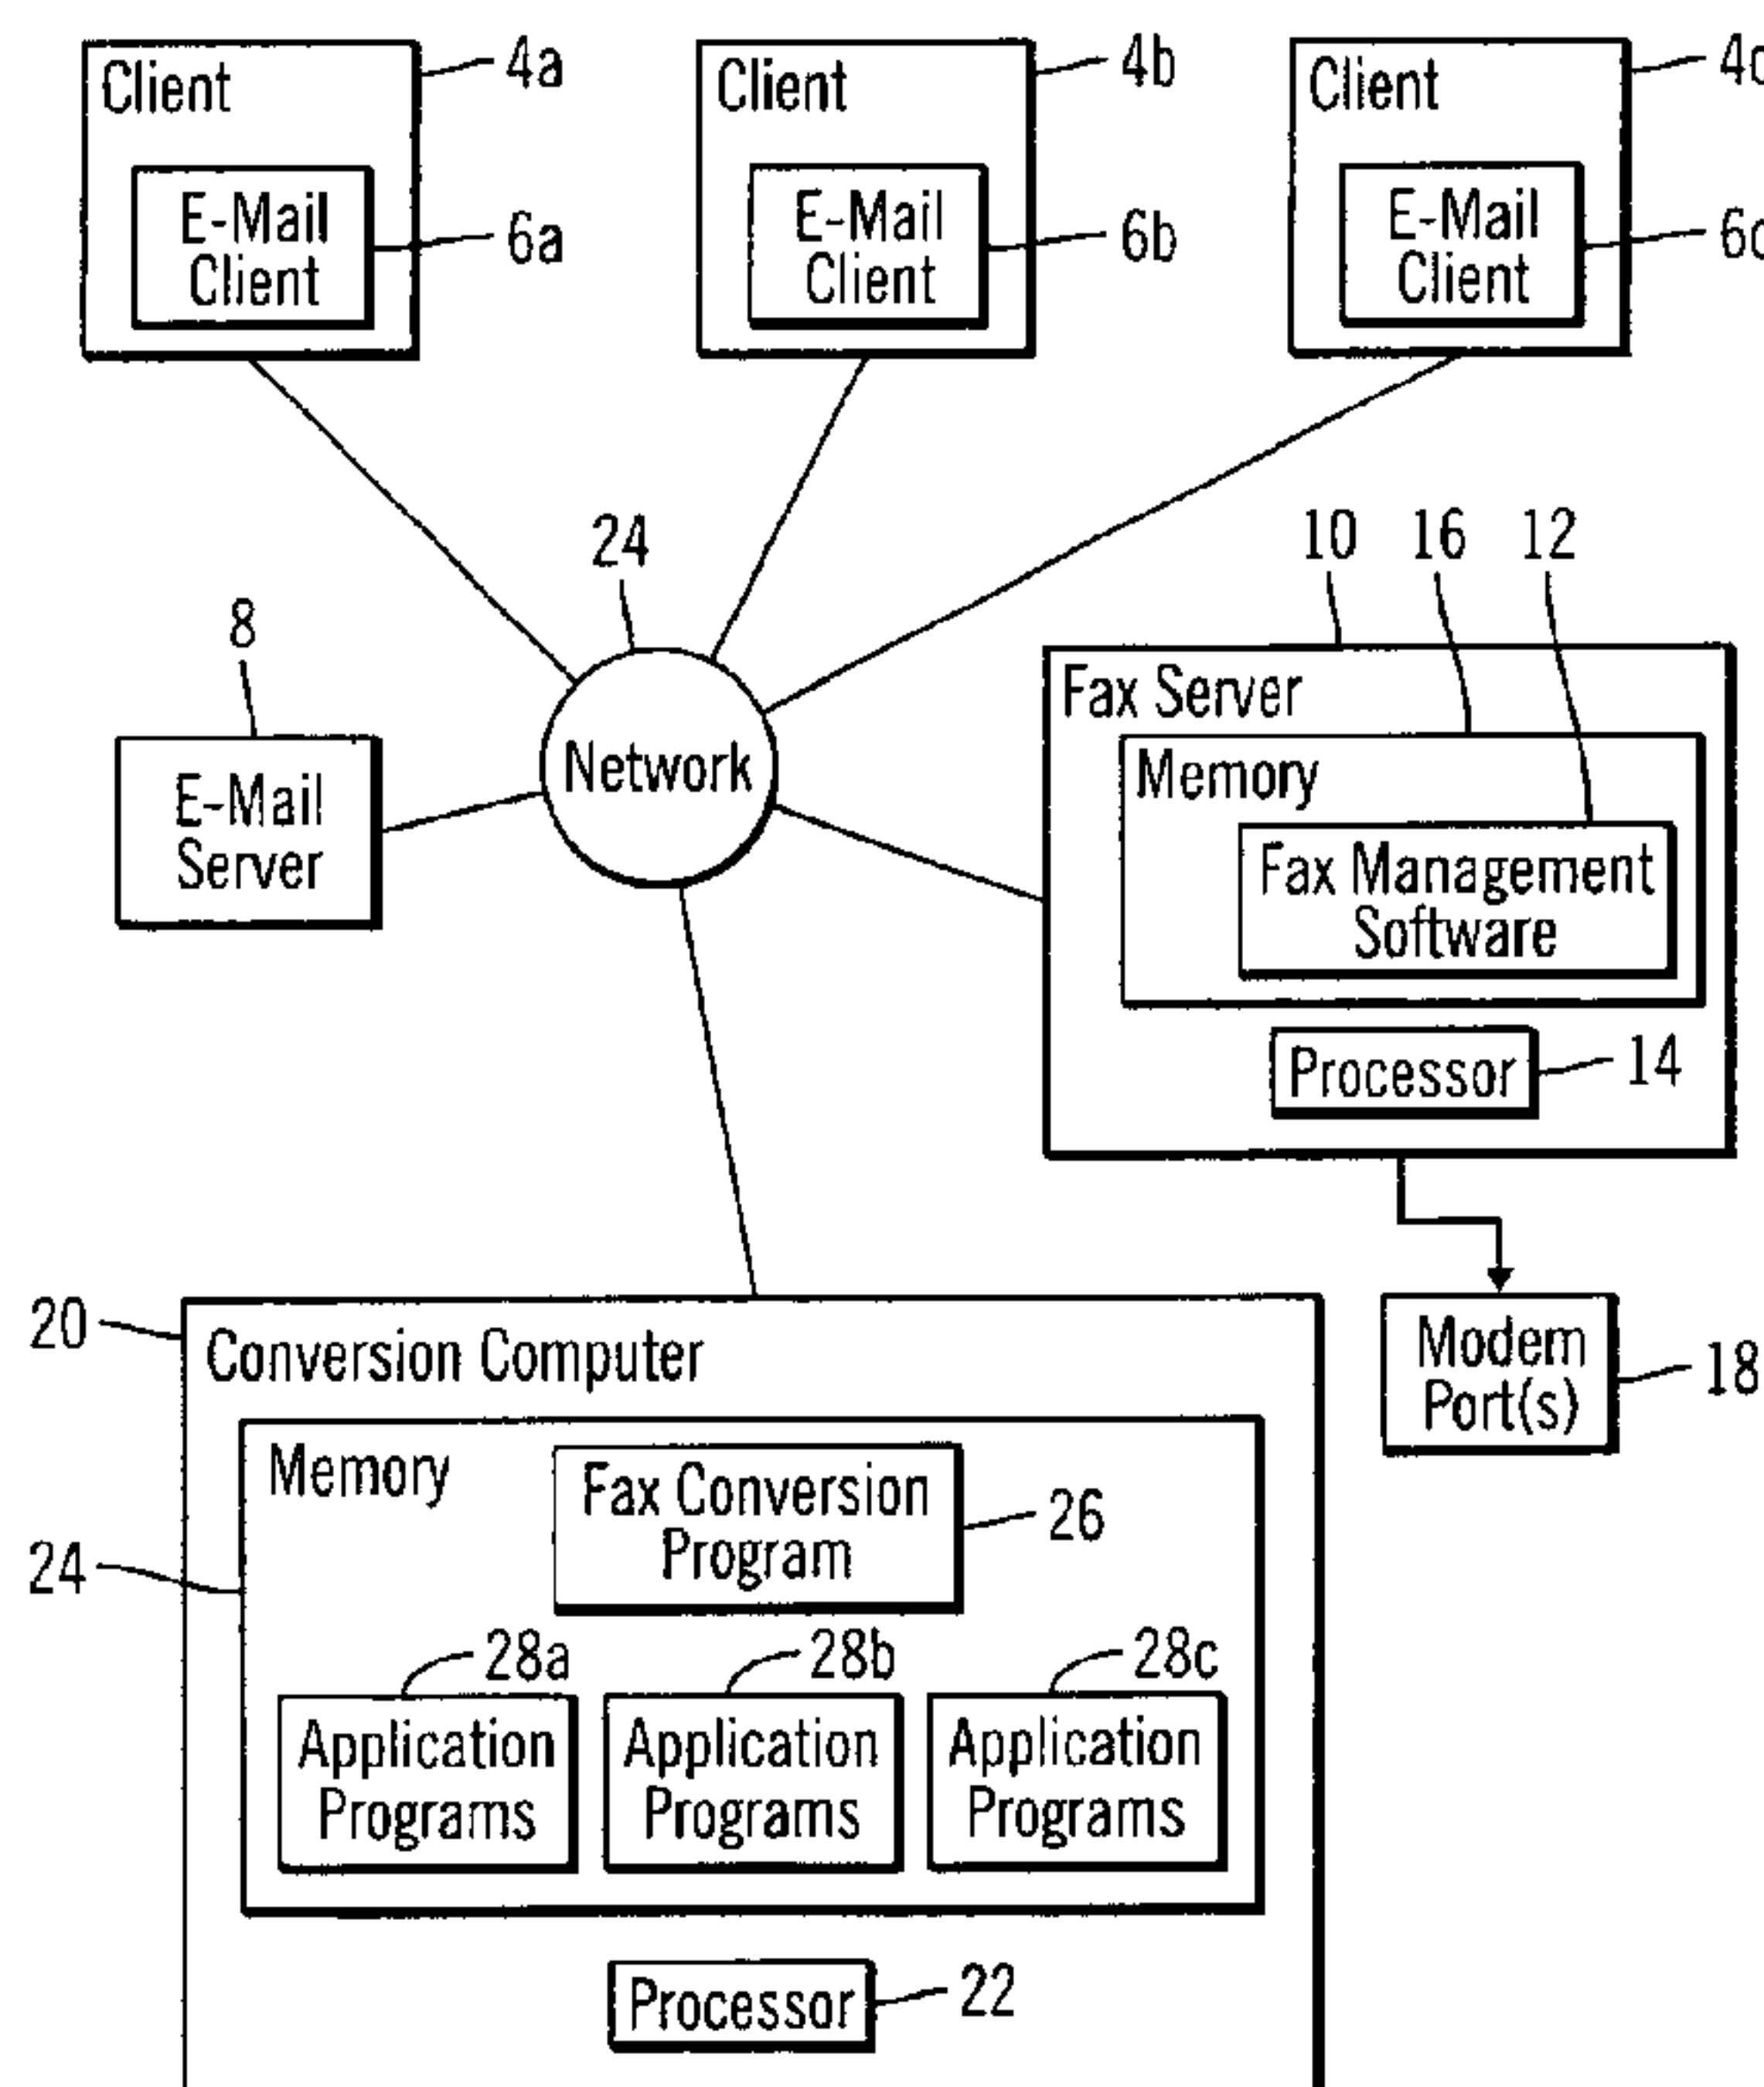 Client
4a
E-Mail
Client
6a
Client
4b
E-Mail
Client
6b
Client
4c
E-Mail
Client
6c
24
Network
8
E-Mail
Server
10
16
12
Fax Server
Memory
Fax Management
Software
Processor
14
Modem
Port(s)
18
20
Conversion Computer
Memory
24
Fax Conversion
Program
26
28a
Application
Programs
28b
Application
Programs
28c
Application
Programs
Processor
22